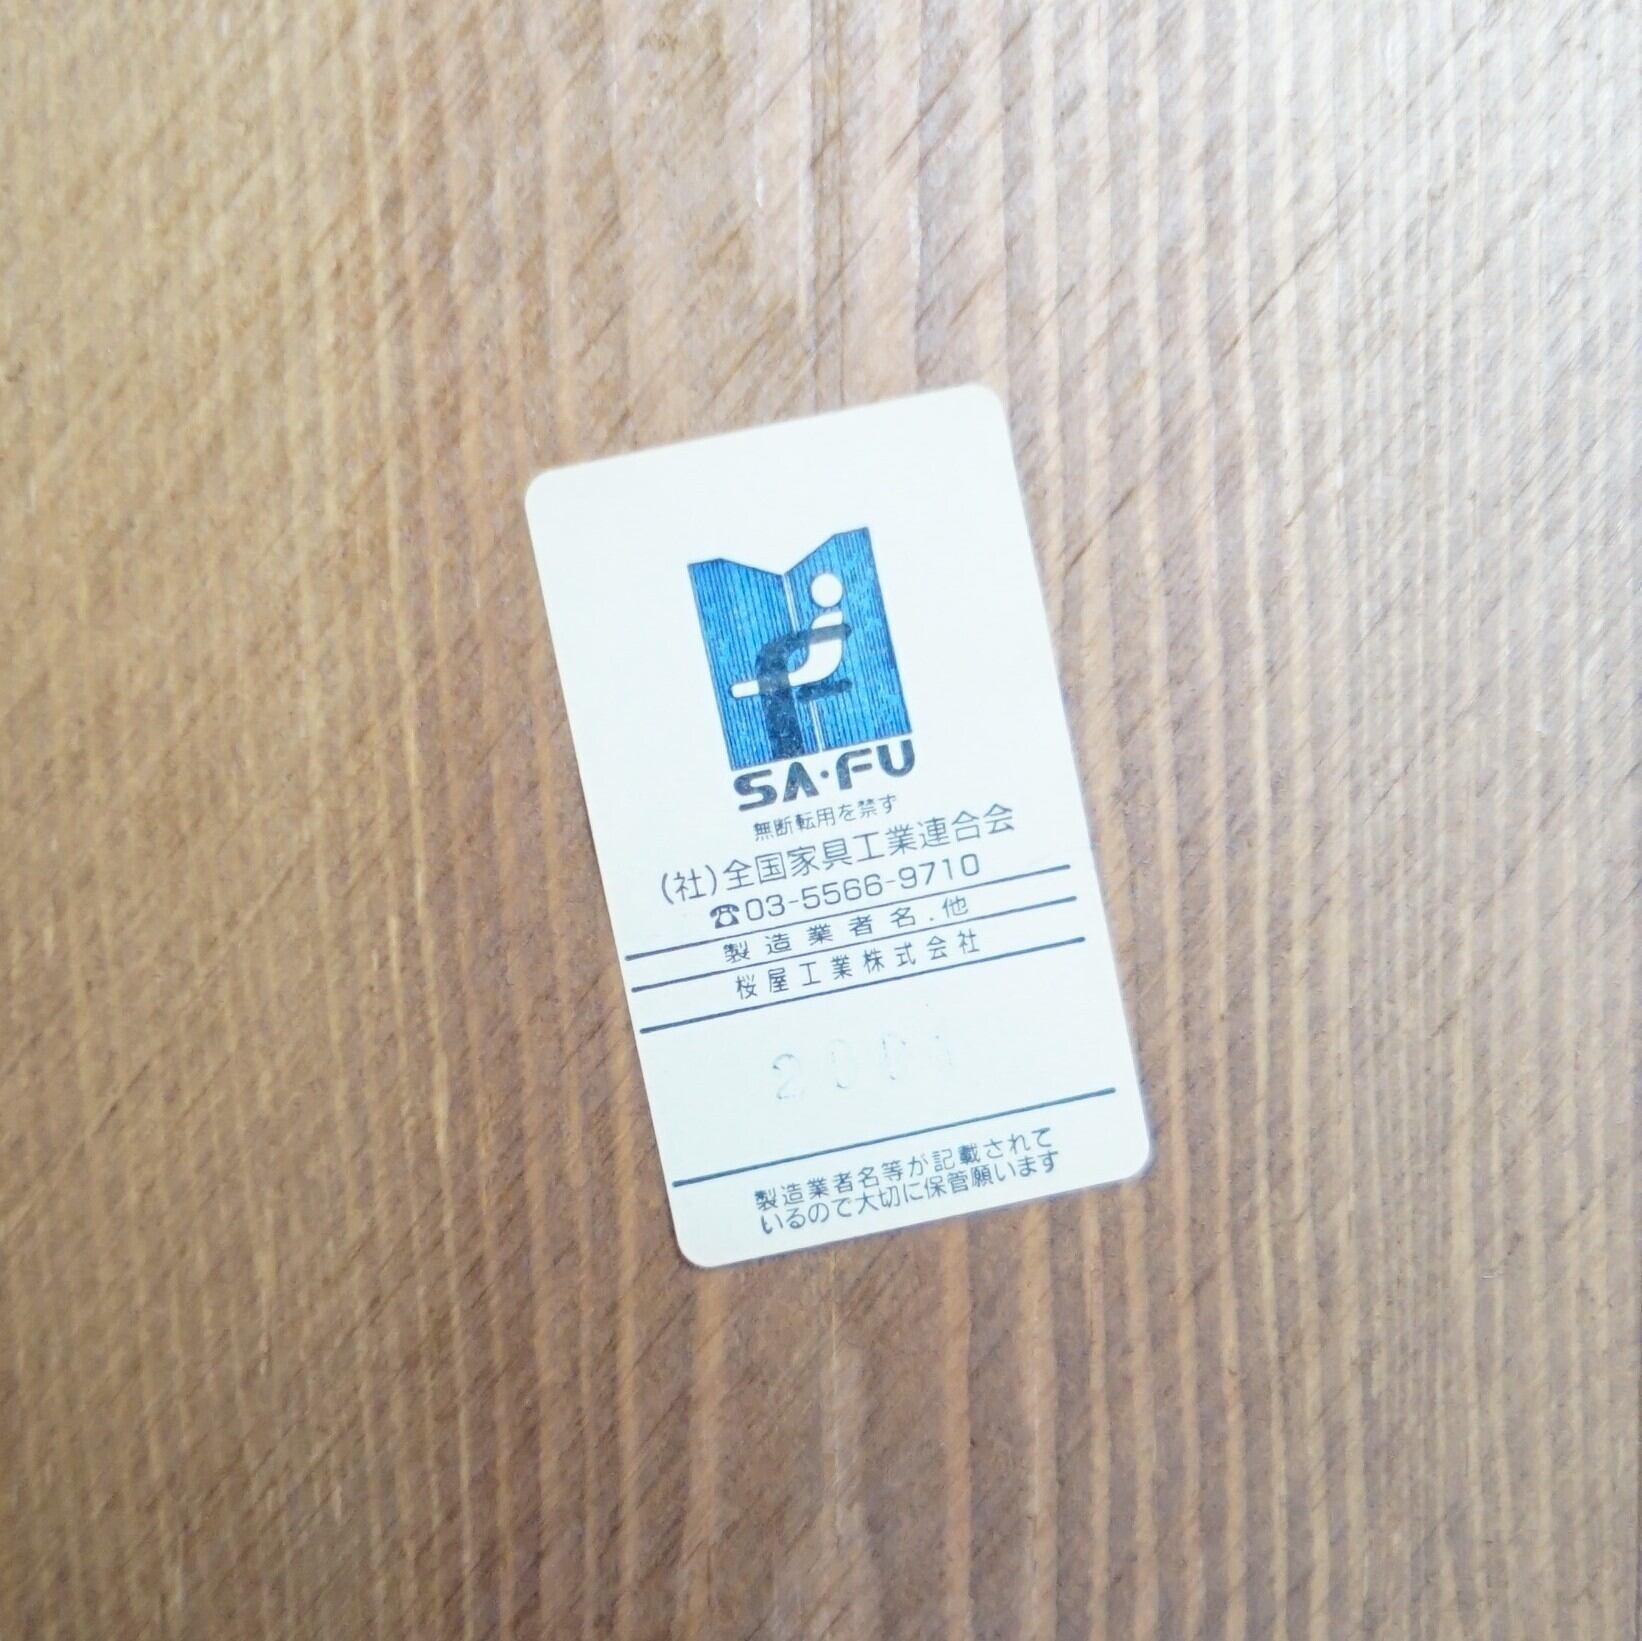 SA・FU
無断転用を禁ず
(社)全国家具工業連合会
☎03-5566-9710
製造業者名.他
桜屋工業株式会社
2001
製造業者名等が記載されて
いるので大切に保管願います